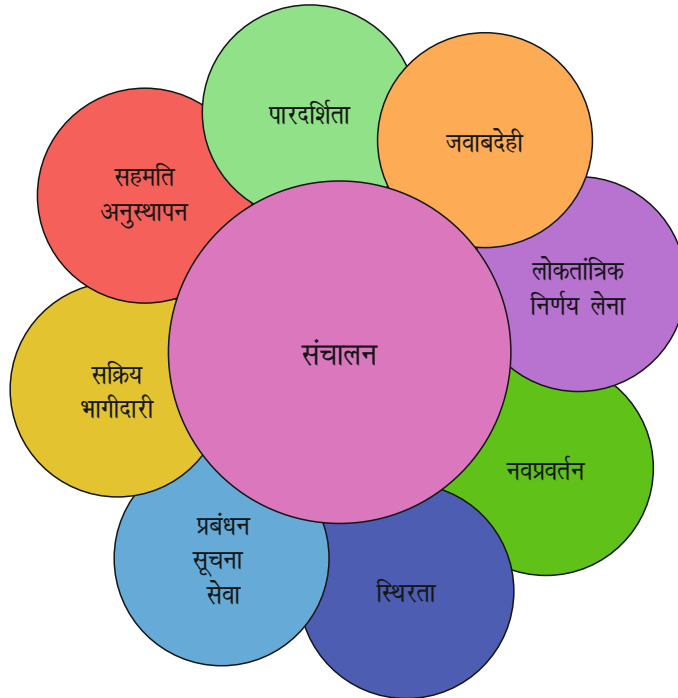 पारदर्शिता
जवाबदेही
सहमति
अनुस्थापन
लोकतांत्रिक
निर्णय लेना
संचालन
सक्रिय
भागीदारी
नवप्रवर्तन
प्रबंधन
सूचना
सेवा
स्थिरता